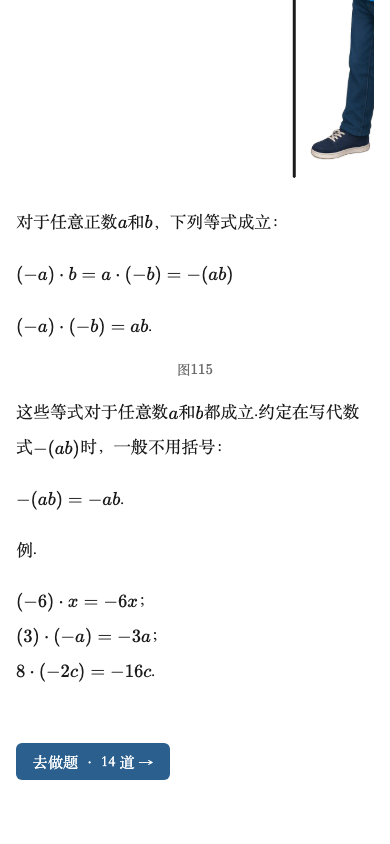 对于任意正数a和b，下列等式成立：
(−a) · b = a · (−b) = −(ab)
(−a) · (−b) = ab.
图115
这些等式对于任意数a和b都成立.约定在写代数
式−(ab)时，一般不用括号：
−(ab) = −ab.
例.
(−6) · x = −6x；
(3) · (−a) = −3a；
8 · (−2c) = −16c.
去做题 · 14 道 →